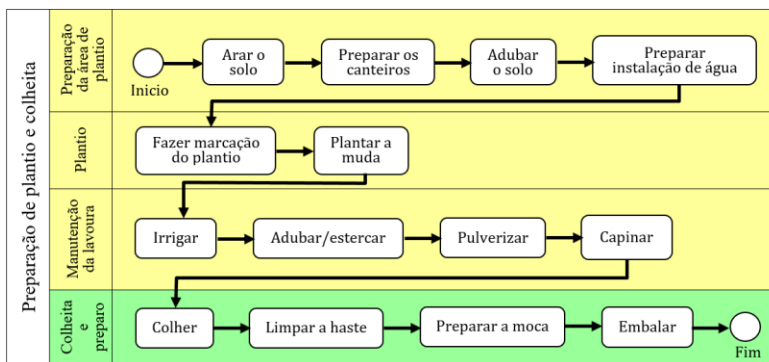 Preparação de plantio e colheita
Preparação
da área de
plantio
Inicio
Arar o
solo
Preparar os
canteiros
Adubar
o solo
Preparar
instalação de água
Plantio
Fazer marcação
do plantio
Plantar a
muda
Manutenção
da lavoura
Irrigar
Adubar/estercar
Pulverizar
Capinar
Colheita
e
preparo
Colher
Limpar a haste
Preparar a moca
Embalar
Fim